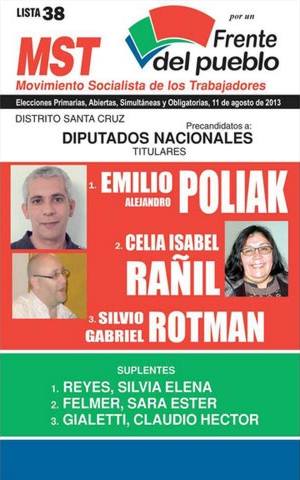 LISTA 38
MST
por un
Frente
del pueblo
Movimiento Socialista de los Trabajadores
Elecciones Primarias, Abiertas, Simultáneas y Obligatorias, 11 de agosto de 2013
DISTRITO SANTA CRUZ
Precandidatos a:
DIPUTADOS NACIONALES
TITULARES
1. EMILIO ALEJANDRO POLIAK
2. CELIA ISABEL
RAÑIL
3. SILVIO GABRIEL ROTMAN
SUPLENTES
1. REYES, SILVIA ELENA
2. FELMER, SARA ESTER
3. GIALETTI, CLAUDIO HECTOR